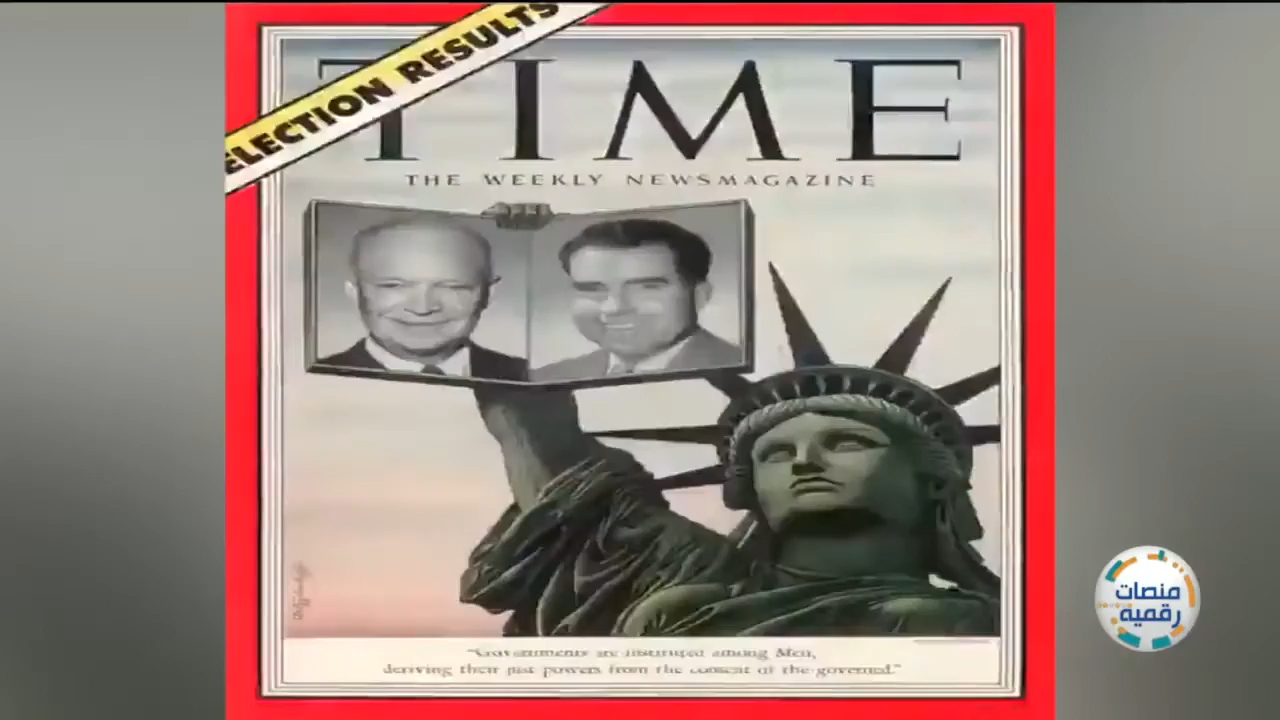 ELECTION RESULTS
TIME
THE WEEKLY NEWSMAGAZINE
"Governments are instituted among Men,
deriving their just powers from the consent of the governed."
منصات
رقمية